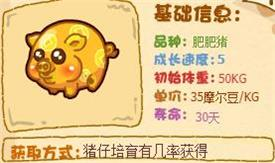 基础信息:
品种: 肥肥猪
成长速度: 5
初始体重: 50KG
单价: 35摩尔豆/KG
寿命: 30天
获取方式: 猪仔培育有几率获得